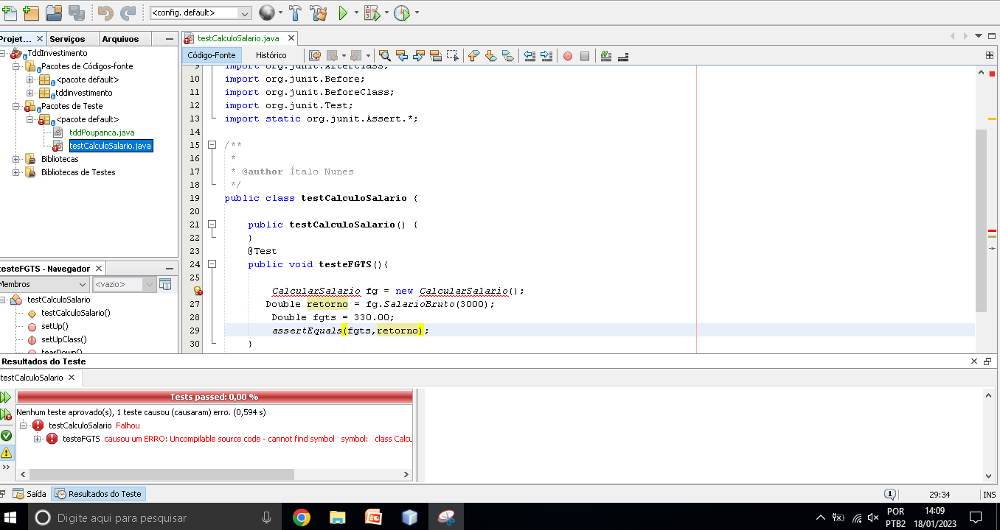 <config. default>
Projet... Serviços Arquivos
TddInvestimento
Pacotes de Códigos-fonte
<pacote default>
tddinvestimento
Pacotes de Teste
<pacote default>
tddPoupanca.java
testCalculoSalario.java
Bibliotecas
Bibliotecas de Testes
testeFGTS - Navegador
Membros <vazio>
testCalculoSalario
testCalculoSalario()
setUp()
setUpClass()
tearDown()
testCalculoSalario.java
Código-Fonte Histórico
9 import org.junit.AfterClass;
10 import org.junit.Before;
11 import org.junit.BeforeClass;
12 import org.junit.Test;
13 import static org.junit.Assert.*;
14
15 /**
16 *
17 * @author Ítalo Nunes
18 */
19 public class testCalculoSalario {
20
21 public testCalculoSalario() {
22 }
23 @Test
24 public void testeFGTS(){
25
CalcularSalario fg = new CalcularSalario();
27 Double retorno = fg.SalarioBruto(3000);
28 Double fgts = 330.00;
29 assertEquals(fgts,retorno);
30 }
Resultados do Teste
testCalculoSalario
Tests passed: 0,00 %
Nenhum teste aprovado(s), 1 teste causou (causaram) erro. (0,594 s)
testCalculoSalario Falhou
testeFGTS causou um ERRO: Uncompilable source code - cannot find symbol symbol: class Calcu
Saída Resultados do Teste
1 29:34 INS
Digite aqui para pesquisar
POR 14:09
PTB2 18/01/2023